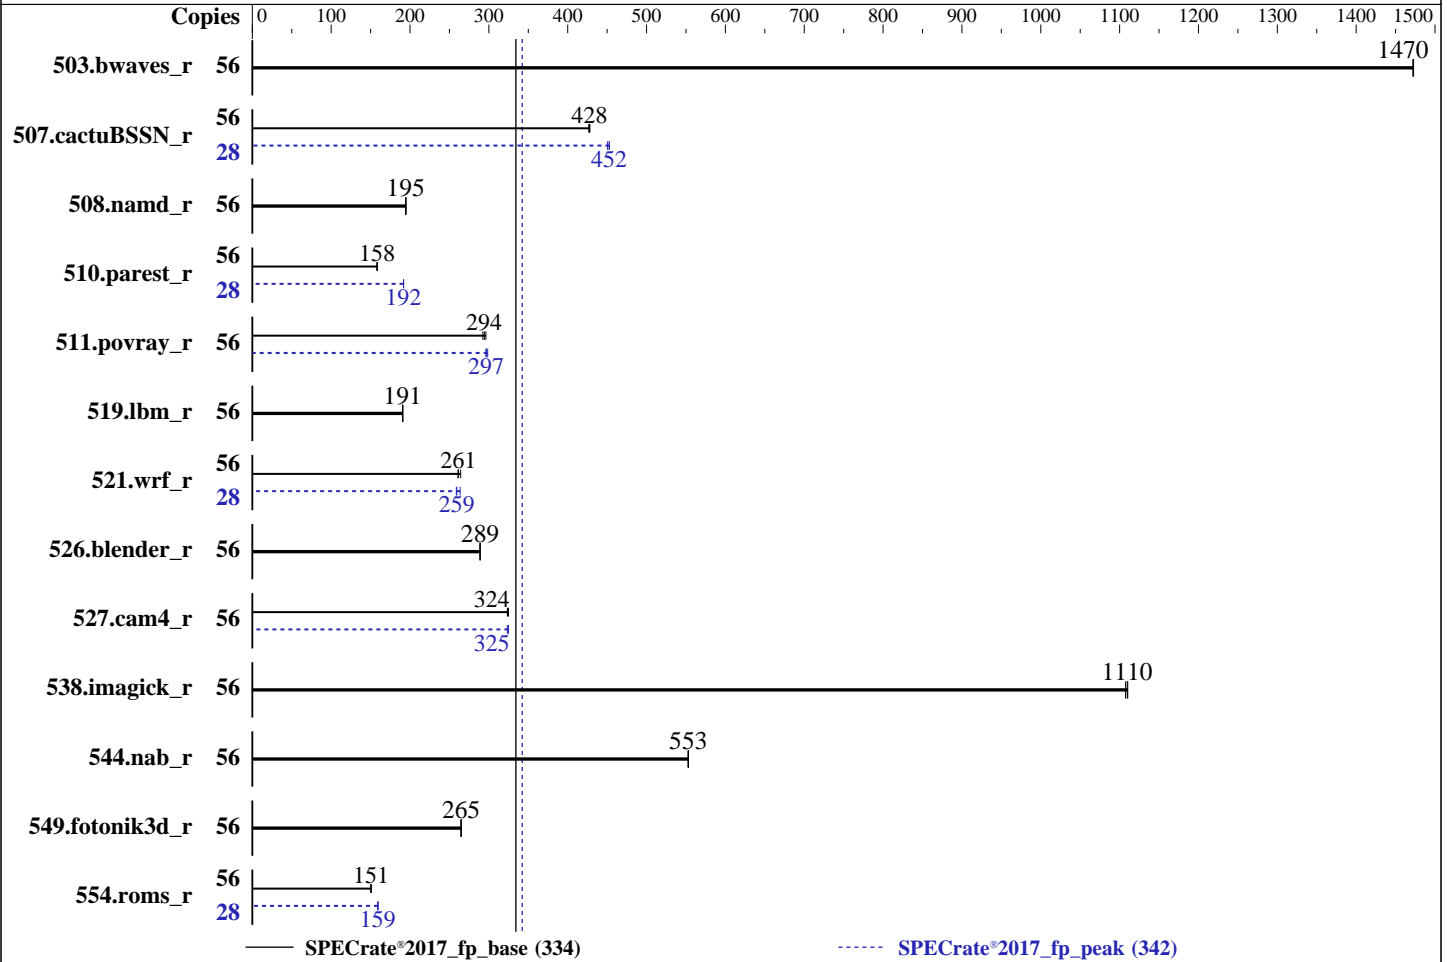 Copies 0 100 200 300 400 500 600 700 800 900 1000 1100 1200 1300 1400 1500
503.bwaves_r 56 1470
507.cactuBSSN_r 56 428
28 452
508.namd_r 56 195
510.parest_r 56 158
28 192
511.povray_r 56 294
297
519.lbm_r 56 191
521.wrf_r 56 261
28 259
526.blender_r 56 289
527.cam4_r 56 324
325
538.imagick_r 56 1110
544.nab_r 56 553
549.fotonik3d_r 56 265
554.roms_r 56 151
28 159
SPECrate®2017_fp_base (334) SPECrate®2017_fp_peak (342)